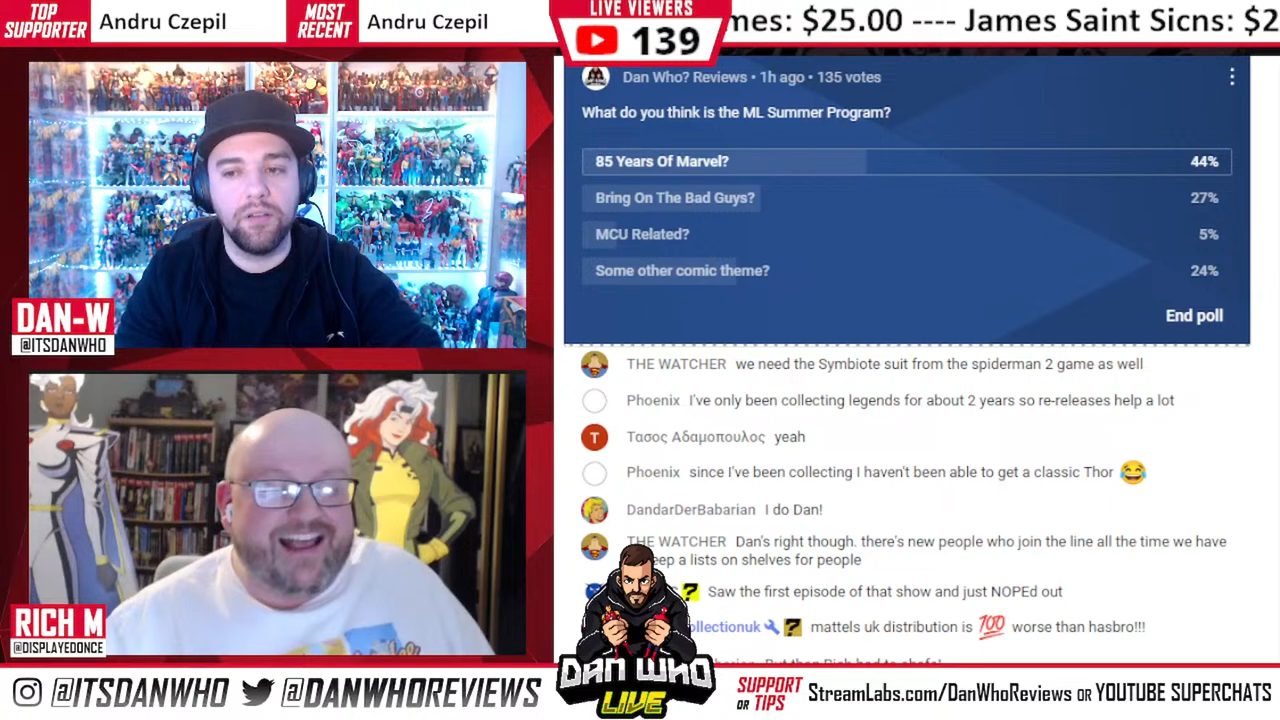 TOP
SUPPORTER
Andru Czepil
MOST
RECENT
Andru Czepil
LIVE VIEWERS
139
mes: $25.00 ---- James Saint Sicns: $2
Dan Who? Reviews • 1h ago • 135 votes
What do you think is the ML Summer Program?
85 Years Of Marvel? 44%
Bring On The Bad Guys? 27%
MCU Related? 5%
Some other comic theme? 24%
End poll
DAN-W
@ITSDANWHO
RICH M
@DISPLAYEDONCE
THE WATCHER we need the Symbiote suit from the spiderman 2 game as well
Phoenix I've only been collecting legends for about 2 years so re-releases help a lot
T Τασος Αδαμοπουλος yeah
Phoenix since I've been collecting I haven't been able to get a classic Thor 😂
DandarDerBabarian I do Dan!
THE WATCHER Dan's right though. there's new people who join the line all the time we have
eep a lists on shelves for people
? Saw the first episode of that show and just NOPEd out
ollectionuk ? mattels uk distribution is 💯 worse than hasbro!!!
DAN WHO
LIVE
@ITSDANWHO
@DANWHOREVIEWS
SUPPORT
OR TIPS
StreamLabs.com/DanWhoReviews OR YOUTUBE SUPERCHATS